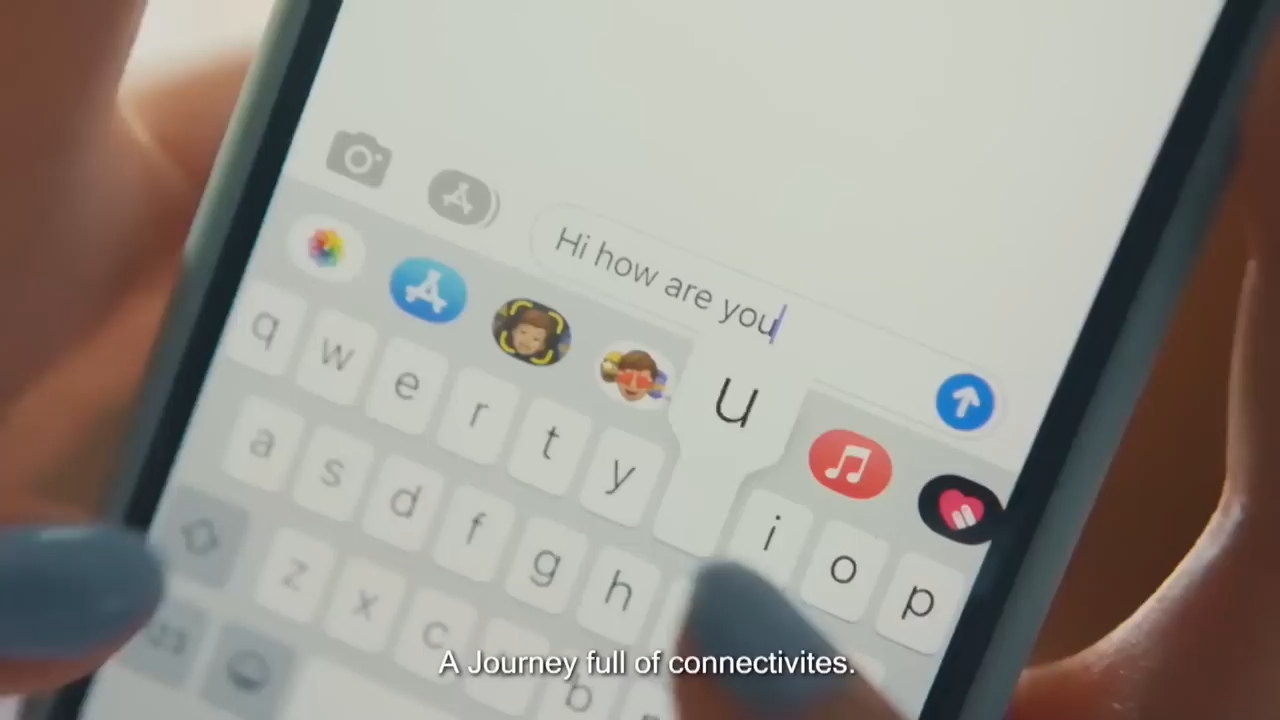 Hi how are you
u
q w e r t y i o p
a s d f g h
z x c b
A Journey full of connectivites.